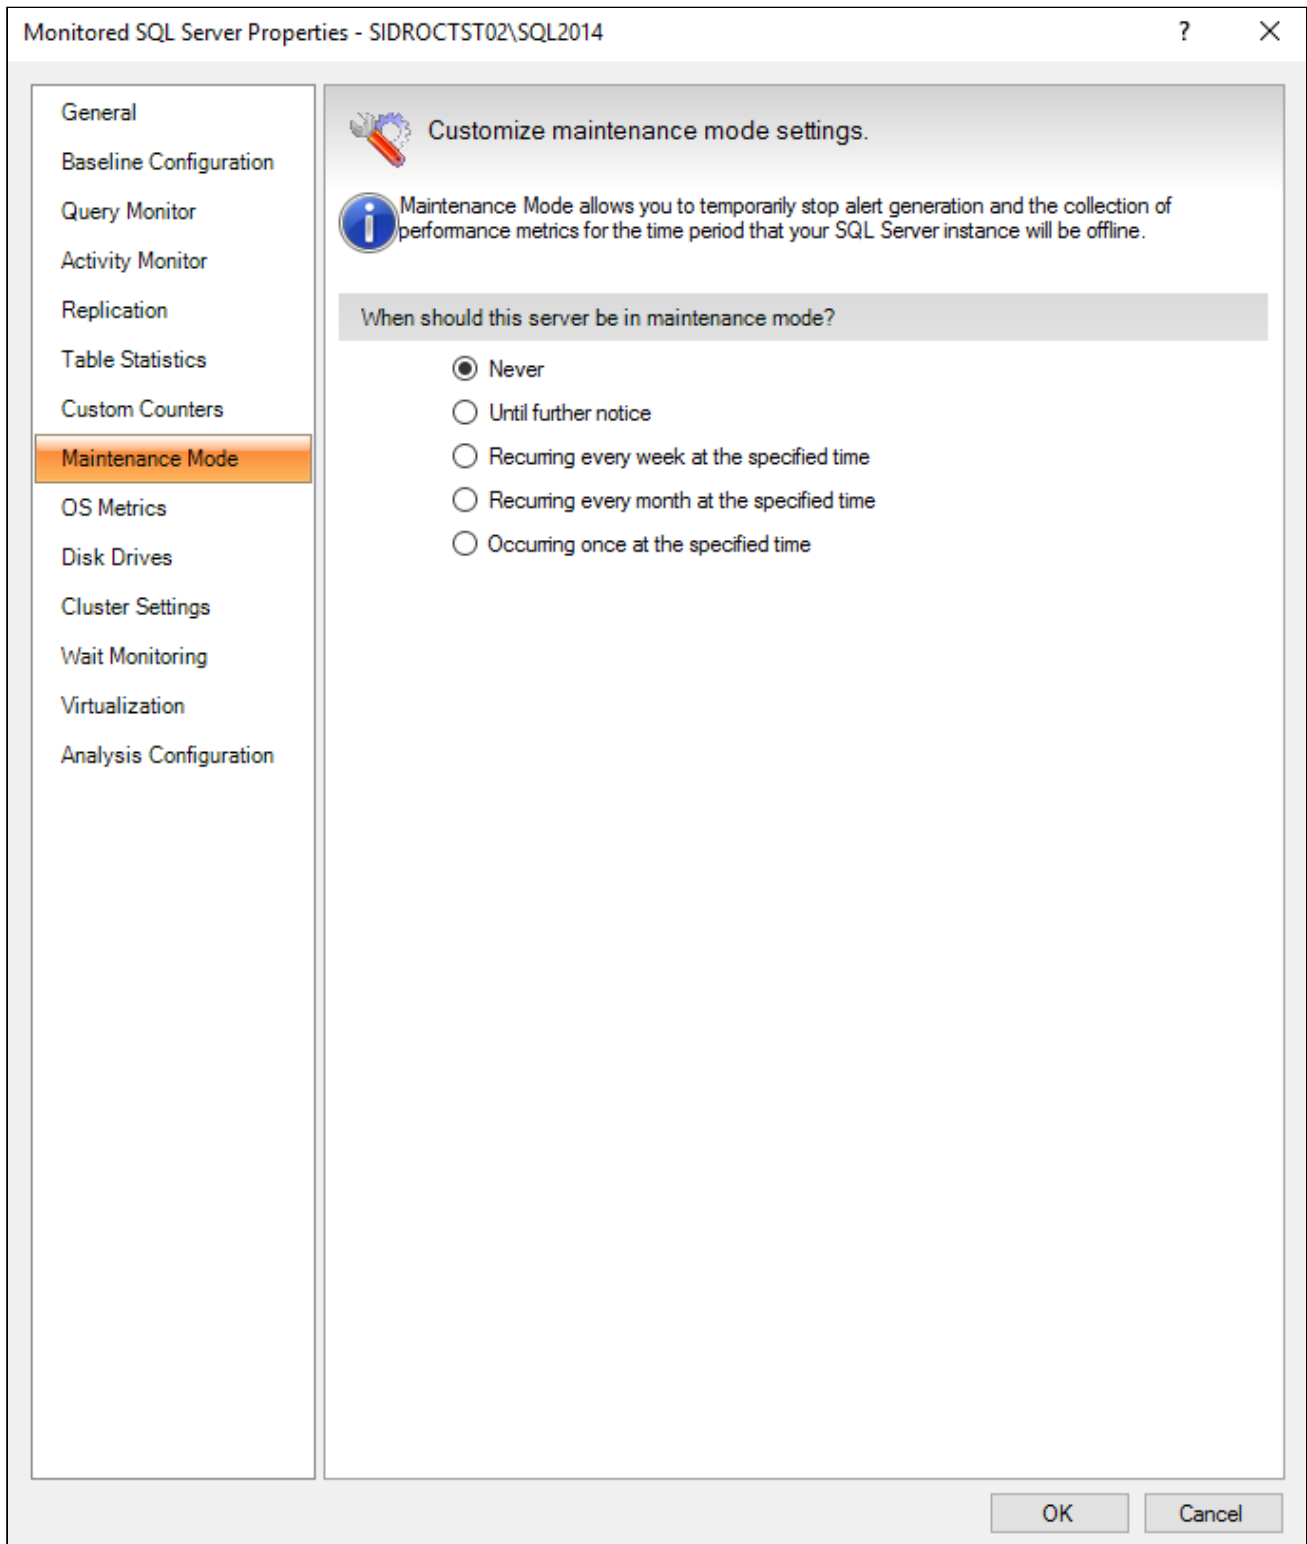 Monitored SQL Server Properties - SIDROCTST02\SQL2014
?
General
Baseline Configuration
Query Monitor
Activity Monitor
Replication
Table Statistics
Custom Counters
Maintenance Mode
OS Metrics
Disk Drives
Cluster Settings
Wait Monitoring
Virtualization
Analysis Configuration
Customize maintenance mode settings.
Maintenance Mode allows you to temporarily stop alert generation and the collection of
performance metrics for the time period that your SQL Server instance will be offline.
When should this server be in maintenance mode?
Never
Until further notice
Recurring every week at the specified time
Recurring every month at the specified time
Occurring once at the specified time
OK
Cancel